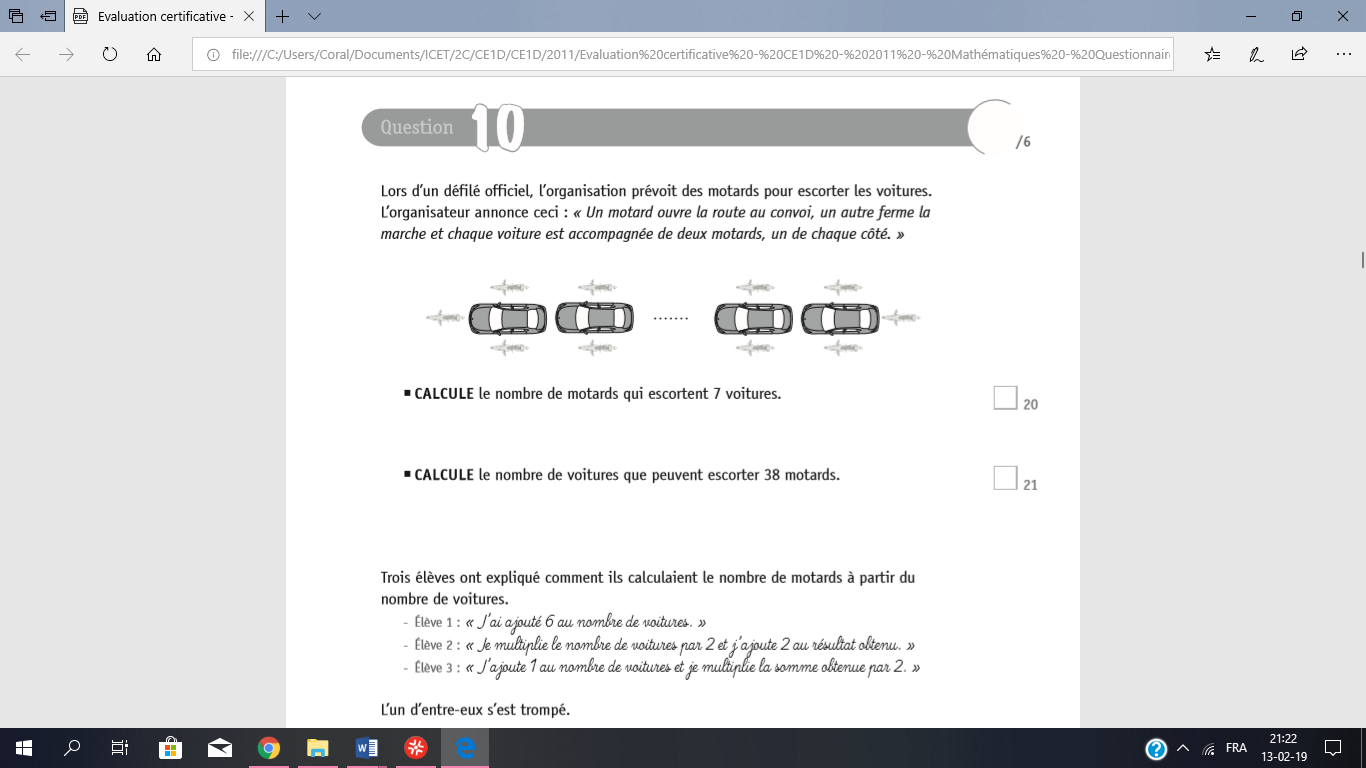 Evaluation certificative -
file:///C:/Users/Coral/Documents/ICET/2C/CE1D/CE1D/2011/Evaluation%20certificative%20-%20CE1D%20-%202011%20-%20Mathématiques%20-%20Questionnair
Question 10
/6
Lors d'un défilé officiel, l'organisation prévoit des motards pour escorter les voitures.
L'organisateur annonce ceci : « Un motard ouvre la route au convoi, un autre ferme la
marche et chaque voiture est accompagnée de deux motards, un de chaque côté. »
.......
▪ CALCULE le nombre de motards qui escortent 7 voitures.
20
▪ CALCULE le nombre de voitures que peuvent escorter 38 motards.
21
Trois élèves ont expliqué comment ils calculaient le nombre de motards à partir du
nombre de voitures.
- Élève 1 : « J'ai ajouté 6 au nombre de voitures. »
- Élève 2 : « Je multiplie le nombre de voitures par 2 et j'ajoute 2 au résultat obtenu. »
- Élève 3 : « J'ajoute 1 au nombre de voitures et je multiplie la somme obtenue par 2. »
L'un d'entre-eux s'est trompé.
FRA
21:22
13-02-19